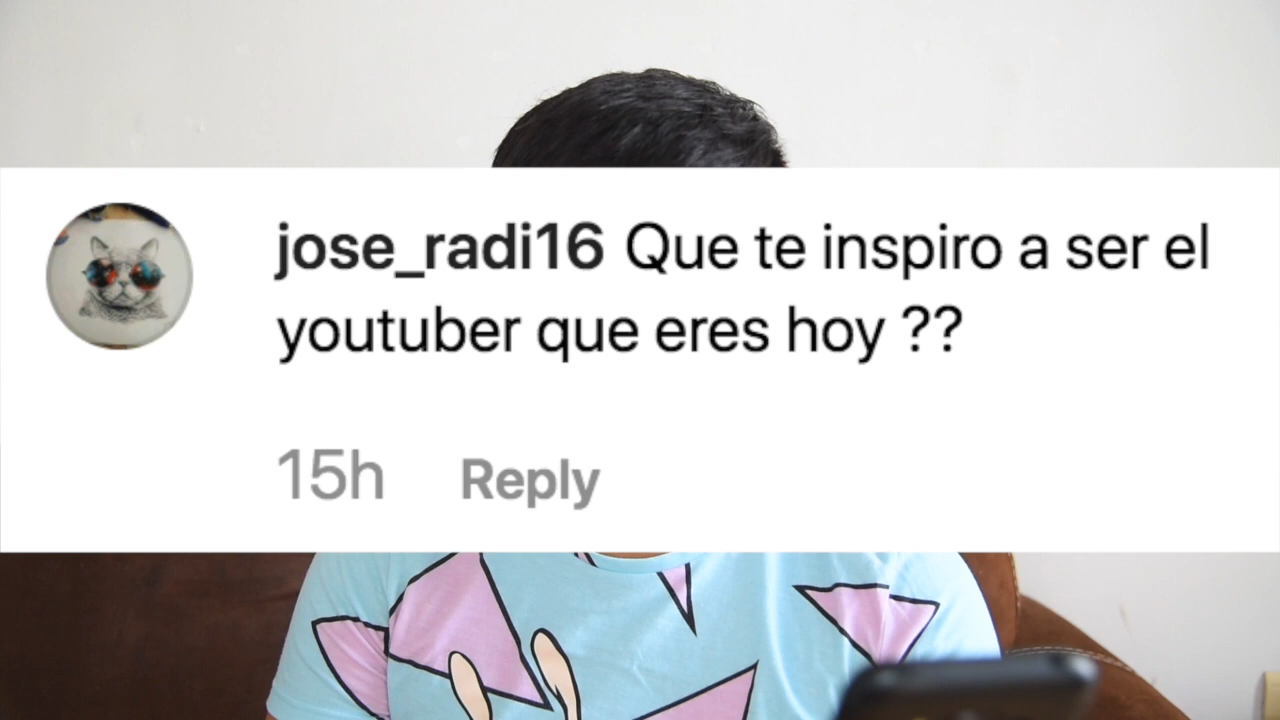 jose_radi16 Que te inspiro a ser el
youtuber que eres hoy ??
15h Reply